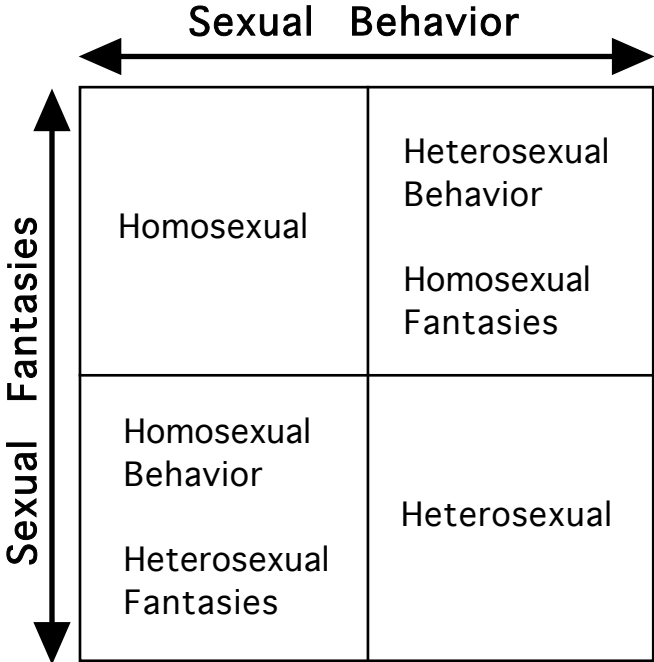 Sexual Behavior
Sexual Fantasies
Homosexual
Heterosexual
Behavior
Homosexual
Fantasies
Homosexual
Behavior
Heterosexual
Fantasies
Heterosexual